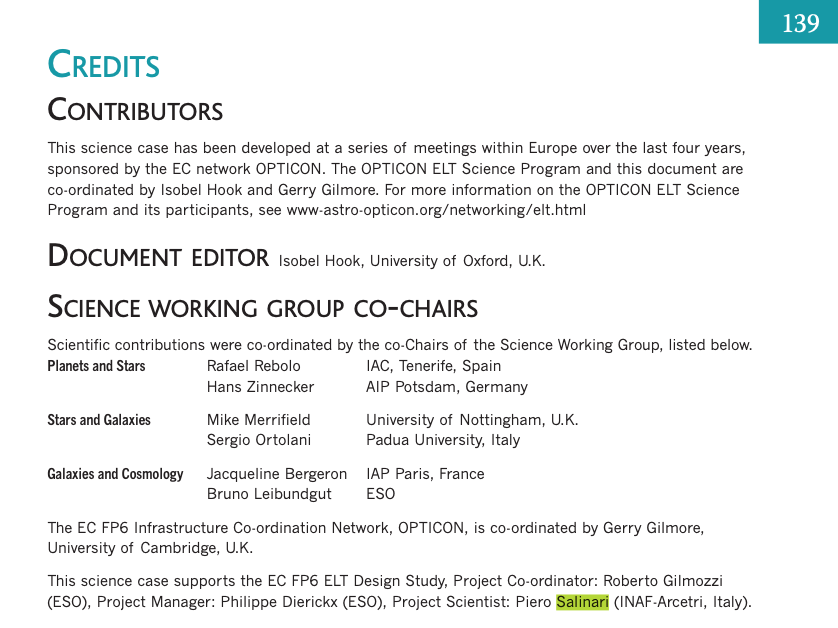 139
CREDITS
CONTRIBUTORS
This science case has been developed at a series of meetings within Europe over the last four years,
sponsored by the EC network OPTICON. The OPTICON ELT Science Program and this document are
co-ordinated by Isobel Hook and Gerry Gilmore. For more information on the OPTICON ELT Science
Program and its participants, see www-astro-opticon.org/networking/elt.html
DOCUMENT EDITOR Isobel Hook, University of Oxford, U.K.
SCIENCE WORKING GROUP CO-CHAIRS
Scientific contributions were co-ordinated by the co-Chairs of the Science Working Group, listed below.
Planets and Stars Rafael Rebolo IAC, Tenerife, Spain
Hans Zinnecker AIP Potsdam, Germany
Stars and Galaxies Mike Merrifield University of Nottingham, U.K.
Sergio Ortolani Padua University, Italy
Galaxies and Cosmology Jacqueline Bergeron IAP Paris, France
Bruno Leibundgut ESO
The EC FP6 Infrastructure Co-ordination Network, OPTICON, is co-ordinated by Gerry Gilmore,
University of Cambridge, U.K.
This science case supports the EC FP6 ELT Design Study, Project Co-ordinator: Roberto Gilmozzi
(ESO), Project Manager: Philippe Dierickx (ESO), Project Scientist: Piero Salinari (INAF-Arcetri, Italy).